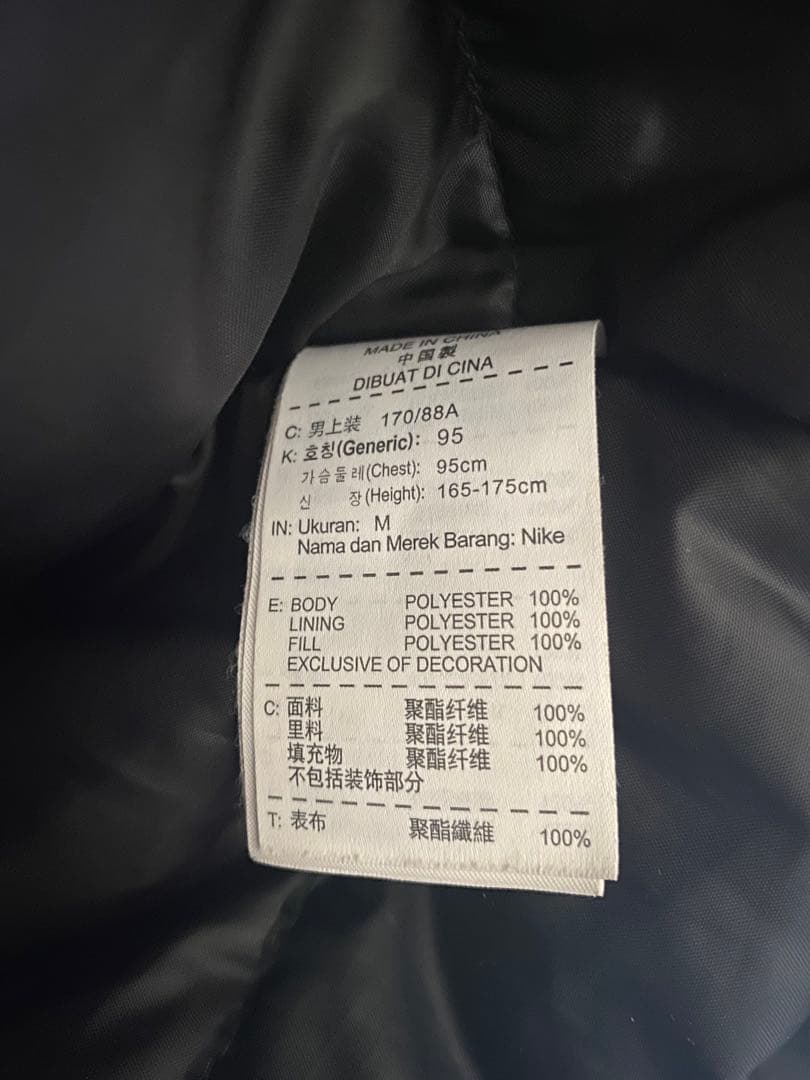 MADE IN CHINA
中国製
DIBUAT DI CINA
C: 男上装 170/88A
K: 호칭(Generic): 95
가슴둘레(Chest): 95cm
신 장(Height): 165-175cm
IN: Ukuran: M
Nama dan Merek Barang: Nike
E: BODY POLYESTER 100%
LINING POLYESTER 100%
FILL POLYESTER 100%
EXCLUSIVE OF DECORATION
C: 面料 聚酯纤维 100%
里料 聚酯纤维 100%
填充物 聚酯纤维 100%
不包括装饰部分
T: 表布 聚酯纖維 100%